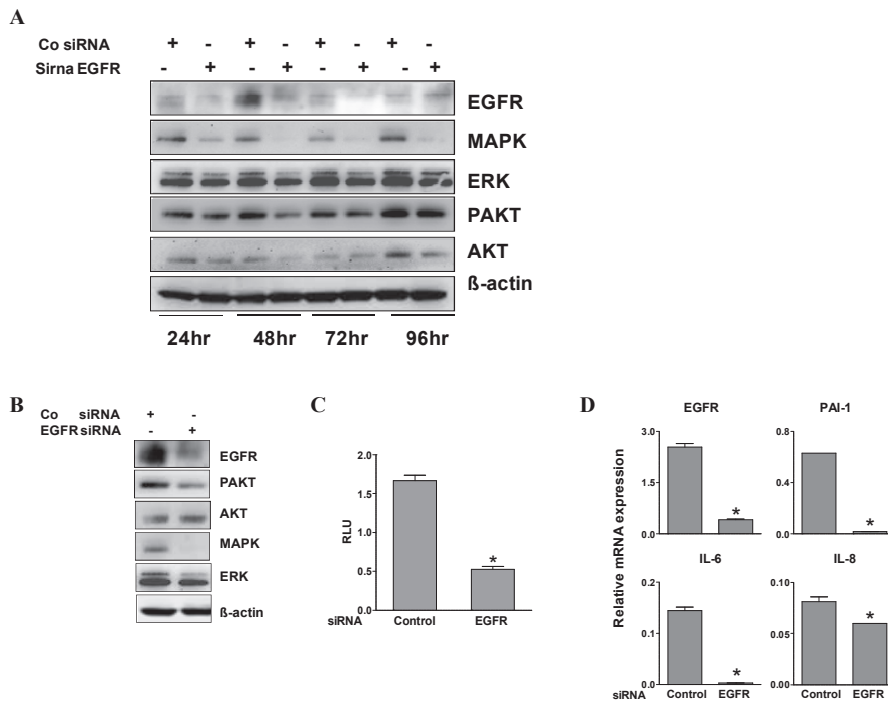 A
Co siRNA + - + - + - + -
Sirna EGFR - + - + - + - +
EGFR
MAPK
ERK
PAKT
AKT
ß-actin
24hr 48hr 72hr 96hr
B
Co siRNA + -
EGFR siRNA - +
EGFR
PAKT
AKT
MAPK
ERK
ß-actin
C
RLU
2.0
1.5
1.0
0.5
0.0
*
siRNA Control EGFR
D
Relative mRNA expression
EGFR
3.0
1.5
0.0
*
PAI-1
0.8
0.4
0.0
*
IL-6
0.2
0.1
0.0
*
siRNA Control EGFR
IL-8
0.10
0.05
0.00
*
Control EGFR